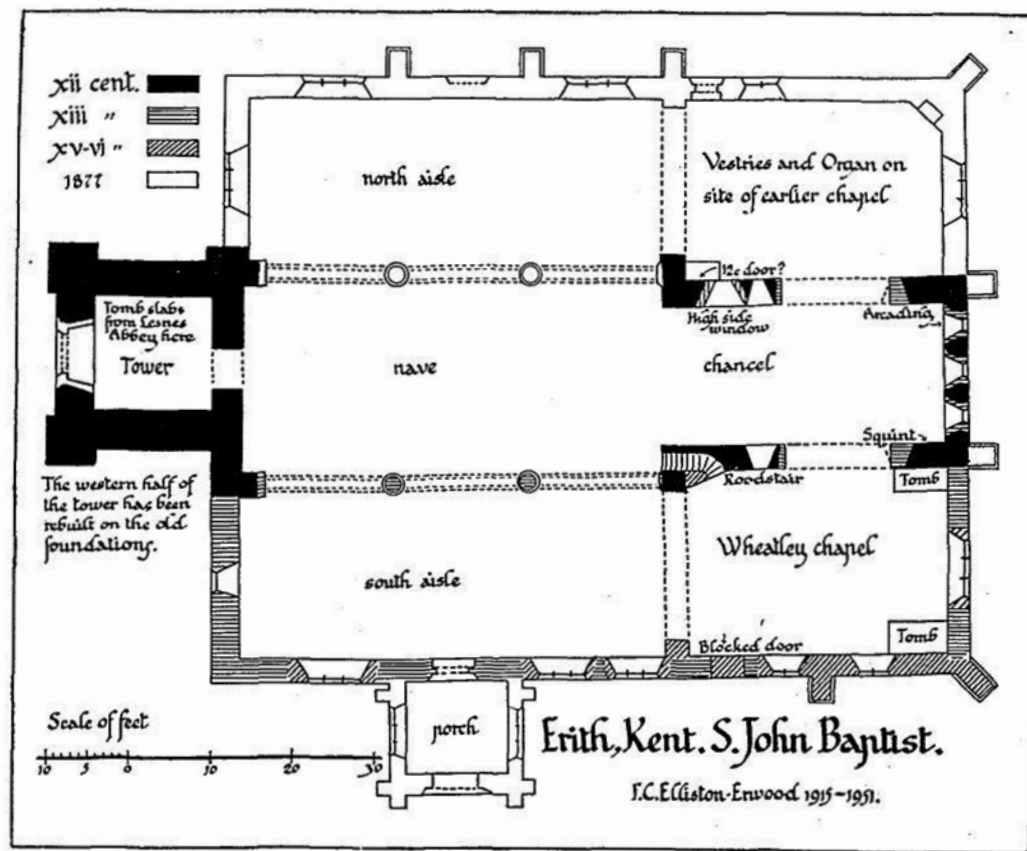 xii cent.
xiii "
xv-vi "
1877
north aisle
Vestries and Organ on
site of earlier chapel
12c door?
High side
window
Arcading
Tomb slabs
from Lesnes
Abbey here
Tower
nave
chancel
Squint
Roodstair
Tomb
The western half of
the tower has been
rebuilt on the old
foundations.
Wheatley chapel
south aisle
Tomb
Blocked door
porch
Scale of feet
10 5 0 10 20 30
Erith, Kent. S. John Baptist.
F.C. Elliston-Erwood 1915-1951.